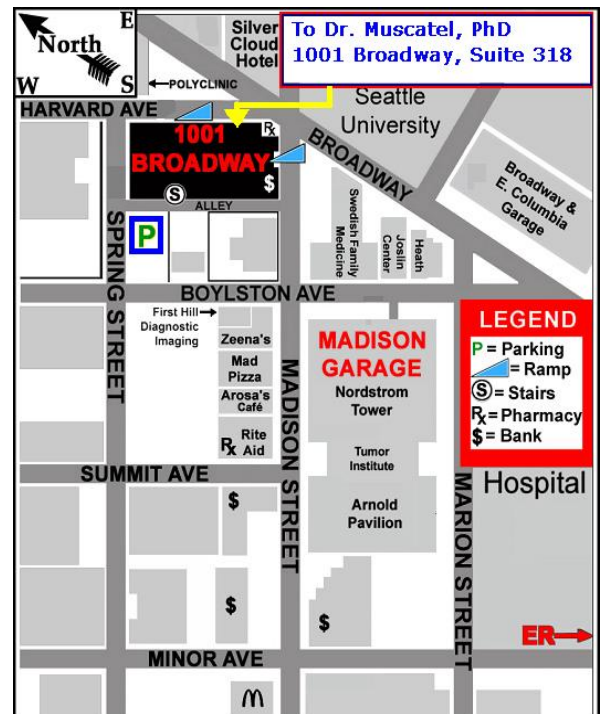 E
North
W
S
Silver
Cloud
Hotel
To Dr. Muscatel, PhD
1001 Broadway, Suite 318
POLYCLINIC
Seattle
University
HARVARD AVE
1001
BROADWAY
Rx
$
S
ALLEY
BROADWAY
Broadway &
E. Columbia
Garage
P
SPRING STREET
Swedish Family
Medicine
Joslin
Center
Heath
BOYLSTON AVE
First Hill
Diagnostic
Imaging
Zeena's
Mad
Pizza
Arosa's
Café
Rx Rite
Aid
MADISON STREET
MADISON
GARAGE
Nordstrom
Tower
Tumor
Institute
Arnold
Pavilion
LEGEND
P = Parking
= Ramp
S = Stairs
Rx = Pharmacy
$ = Bank
SUMMIT AVE
MARION STREET
Hospital
$
$
$
ER
MINOR AVE
M